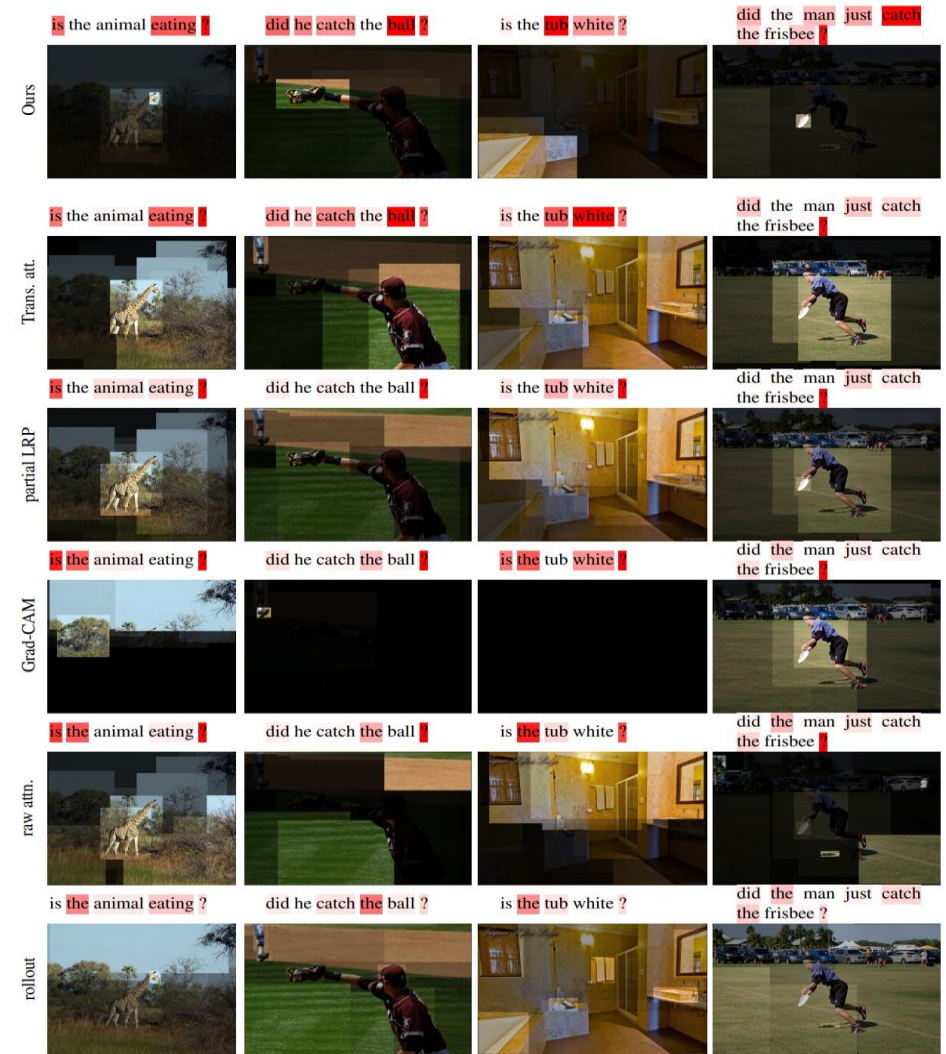 is the animal eating ?
did he catch the ball ?
is the tub white ?
did the man just catch
the frisbee ?
Ours
is the animal eating ?
did he catch the ball ?
is the tub white ?
did the man just catch
the frisbee ?
Trans. att.
is the animal eating ?
did he catch the ball ?
is the tub white ?
did the man just catch
the frisbee ?
partial LRP
is the animal eating ?
did he catch the ball ?
is the tub white ?
did the man just catch
the frisbee ?
Grad-CAM
is the animal eating ?
did he catch the ball ?
is the tub white ?
did the man just catch
the frisbee ?
raw attn.
is the animal eating ?
did he catch the ball ?
is the tub white ?
did the man just catch
the frisbee ?
rollout